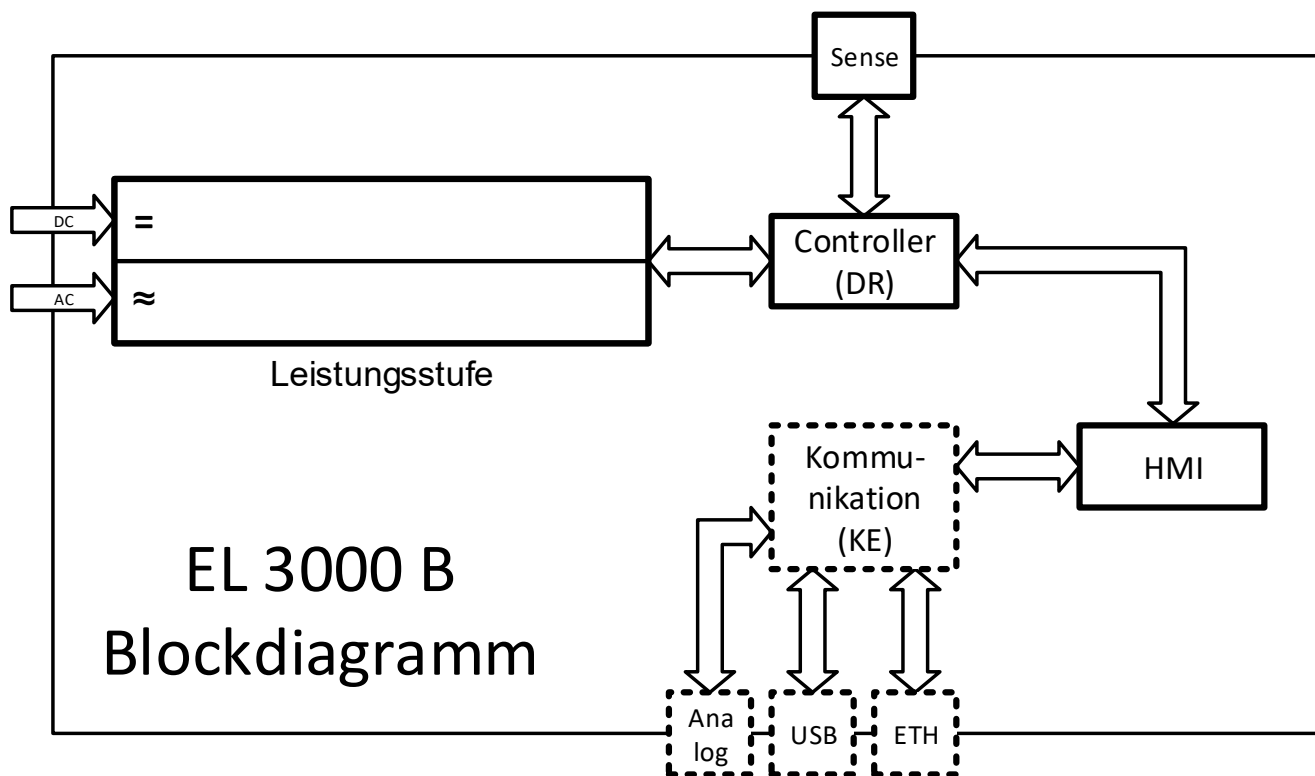 Sense
DC
=
Controller
(DR)
AC
≈
Leistungsstufe
Kommu-
nikation
(KE)
HMI
EL 3000 B
Blockdiagramm
Ana
log
USB
ETH